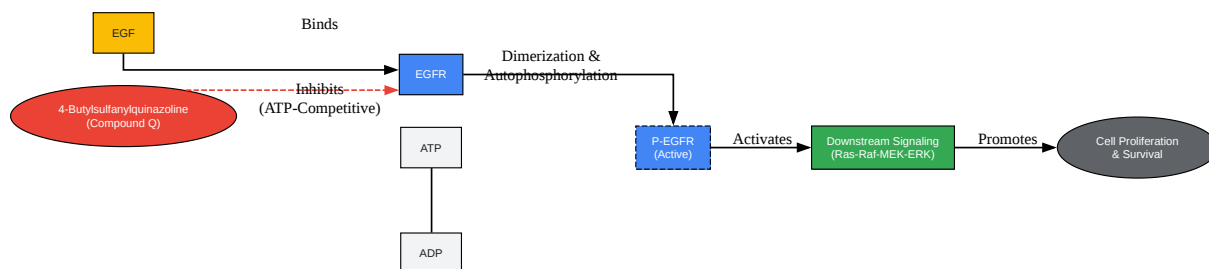 EGF
Binds
EGFR
Dimerization &
Autophosphorylation
4-Butylsulfanylquinazoline
(Compound Q)
Inhibits
(ATP-Competitive)
ATP
ADP
P-EGFR
(Active)
Activates
Downstream Signaling
(Ras-Raf-MEK-ERK)
Promotes
Cell Proliferation
& Survival